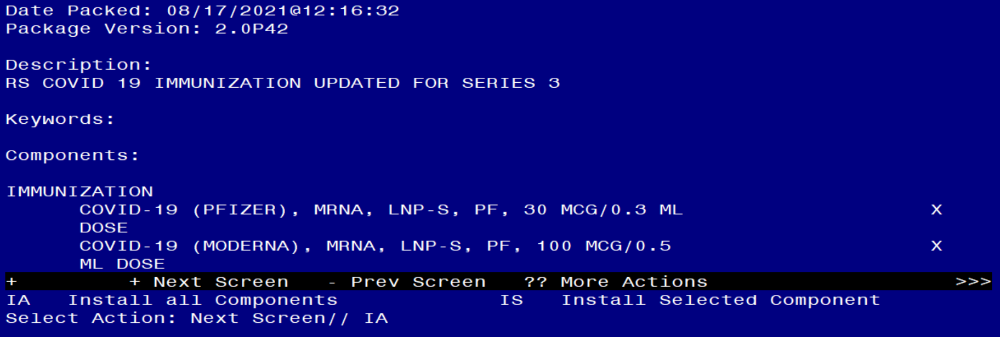 Date Packed: 08/17/2021@12:16:32
Package Version: 2.0P42
Description:
RS COVID 19 IMMUNIZATION UPDATED FOR SERIES 3
Keywords:
Components:
IMMUNIZATION
COVID-19 (PFIZER), MRNA, LNP-S, PF, 30 MCG/0.3 ML X
DOSE
COVID-19 (MODERNA), MRNA, LNP-S, PF, 100 MCG/0.5 X
ML DOSE
+ + Next Screen - Prev Screen ?? More Actions >>>
IA Install all Components IS Install Selected Component
Select Action: Next Screen// IA